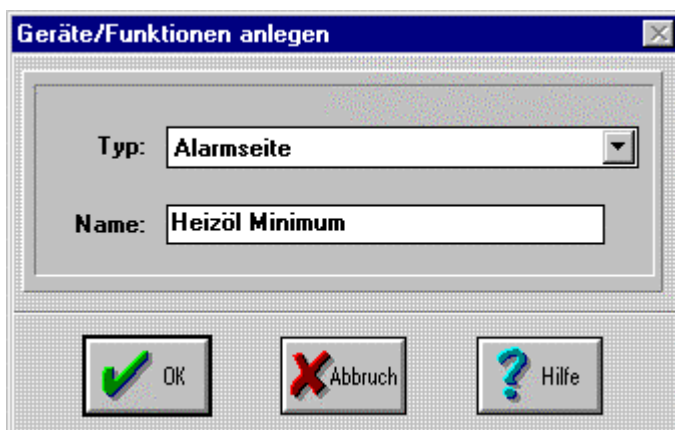 Geräte/Funktionen anlegen
Typ: Alarmseite
Name: Heizöl Minimum
OK Abbruch Hilfe